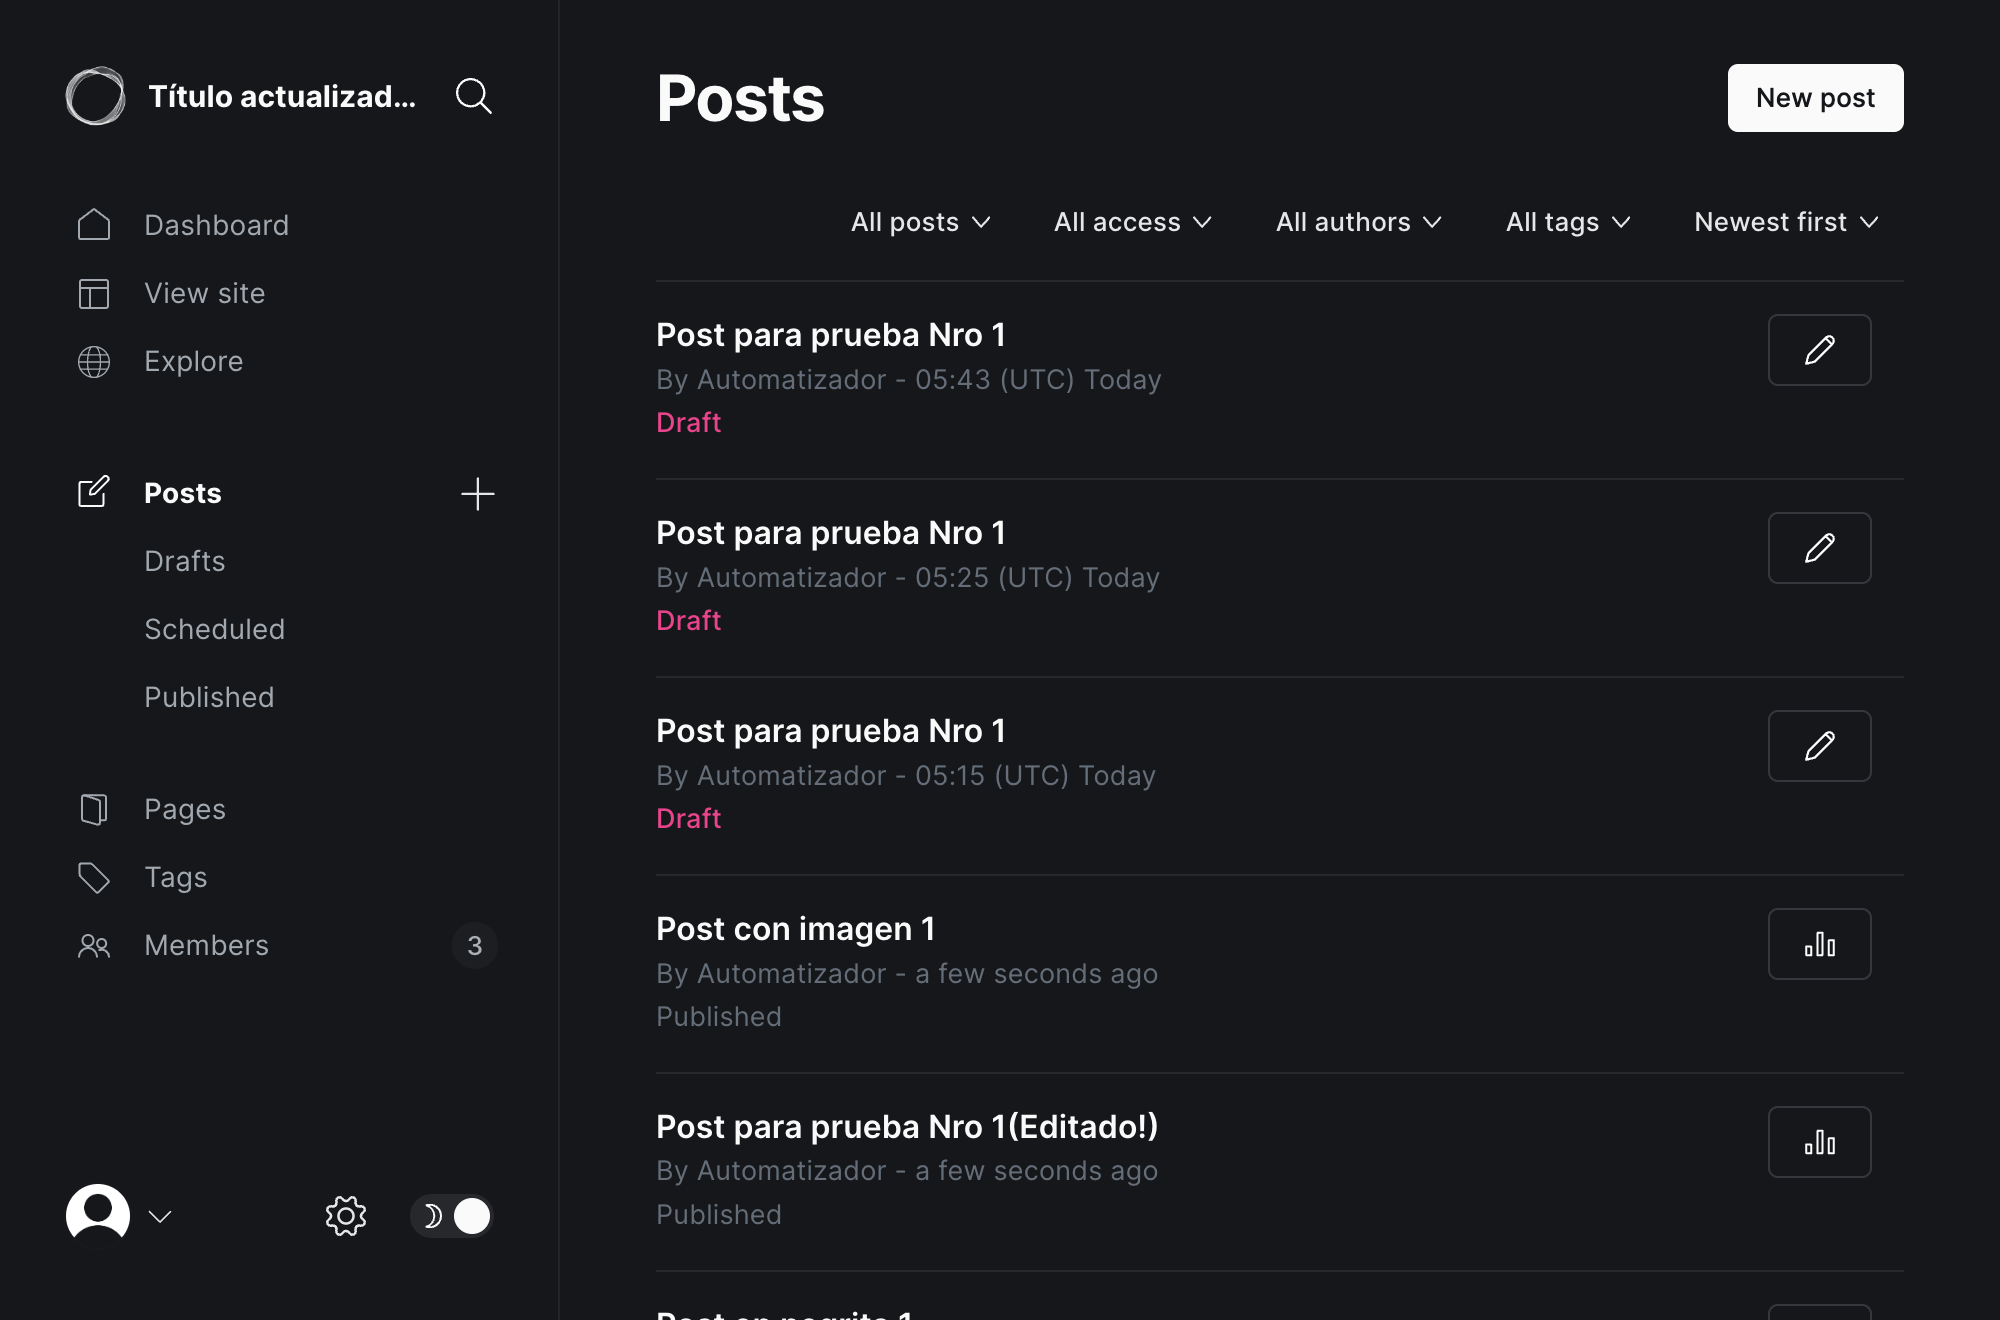 Título actualizad...
Dashboard
View site
Explore
Posts
Drafts
Scheduled
Published
Pages
Tags
Members
3
Posts
New post
All posts
All access
All authors
All tags
Newest first
Post para prueba Nro 1
By Automatizador - 05:43 (UTC) Today
Draft
Post para prueba Nro 1
By Automatizador - 05:25 (UTC) Today
Draft
Post para prueba Nro 1
By Automatizador - 05:15 (UTC) Today
Draft
Post con imagen 1
By Automatizador - a few seconds ago
Published
Post para prueba Nro 1(Editado!)
By Automatizador - a few seconds ago
Published
Post en negrita 1